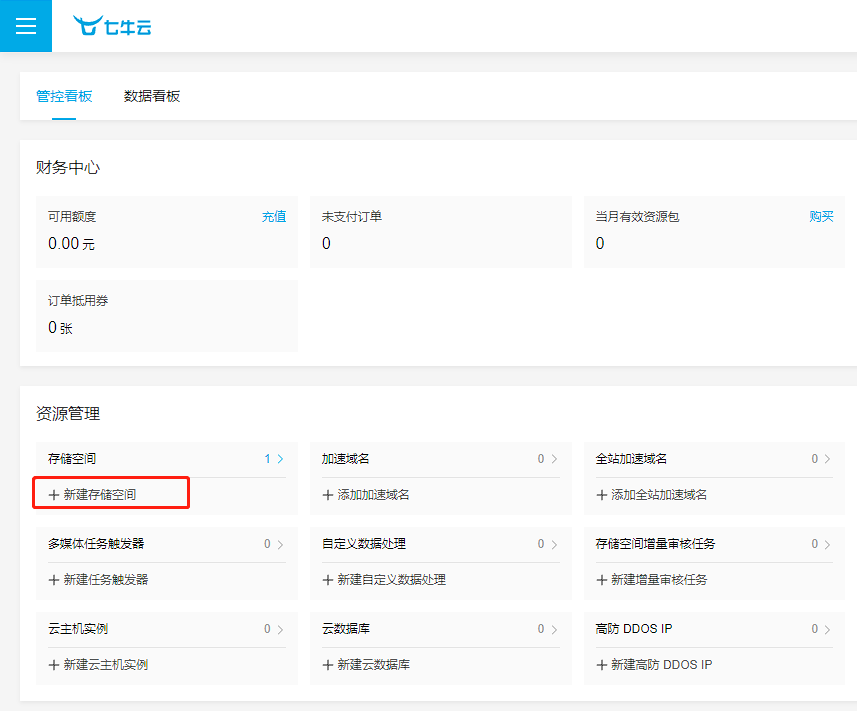 七牛云
管控看板 数据看板
财务中心
可用额度 充值 未支付订单 当月有效资源包 购买
0.00 元 0 0
订单抵用券
0 张
资源管理
存储空间 1 加速域名 0 全站加速域名 0
+ 新建存储空间 + 添加加速域名 + 添加全站加速域名
多媒体任务触发器 0 自定义数据处理 0 存储空间增量审核任务 0
+ 新建任务触发器 + 新建自定义数据处理 + 新建增量审核任务
云主机实例 0 云数据库 0 高防 DDOS IP 0
+ 新建云主机实例 + 新建云数据库 + 新建高防 DDOS IP